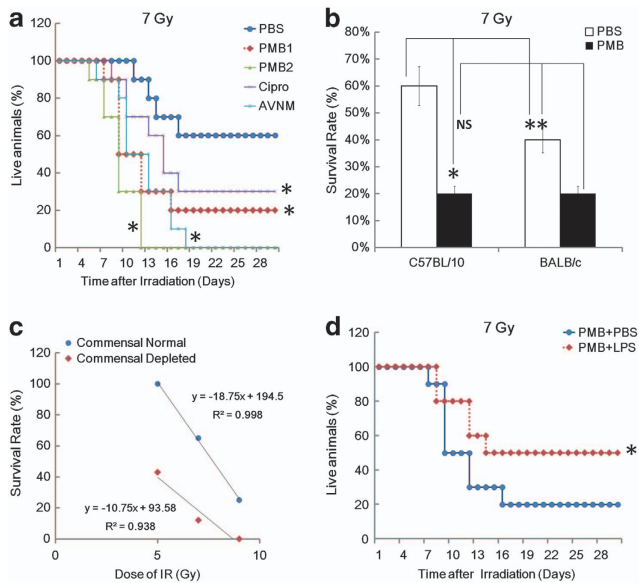 a
7 Gy
PBS
PMB1
PMB2
Cipro
AVNM
Live animals (%)
120
100
80
60
40
20
0
*
*
*
*
1 4 7 10 13 16 19 22 25 28
Time after Irradiation (Days)
b
7 Gy
PBS
PMB
Survival Rate (%)
80%
70%
60%
50%
40%
30%
20%
10%
0%
NS
**
*
C57BL/10
BALB/c
c
Commensal Normal
Commensal Depleted
Survival Rate (%)
120
100
80
60
40
20
0
y = -18.75x + 194.5
R² = 0.998
y = -10.75x + 93.58
R² = 0.938
0 5 10
Dose of IR (Gy)
d
7 Gy
PMB+PBS
PMB+LPS
Live animals (%)
120
100
80
60
40
20
0
*
1 4 7 10 13 16 19 22 25 28
Time after Irradiation (Days)